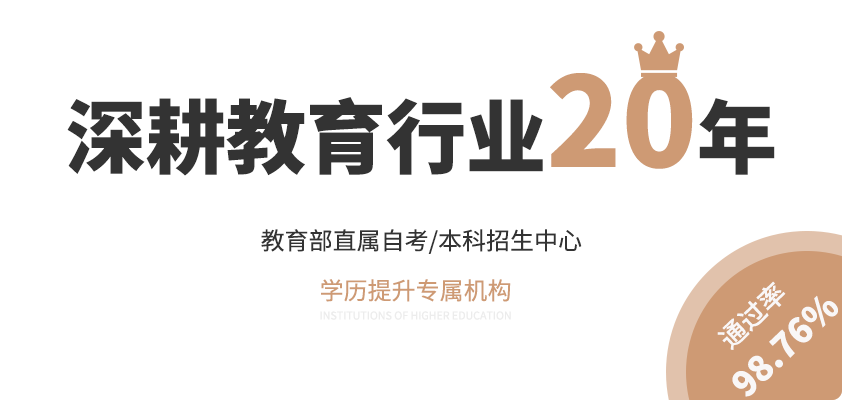 深耕教育行业20年
教育部直属自考/本科招生中心
学历提升专属机构
INSTITUTIONS OF HIGHER EDUCATION
通过率
98.76%